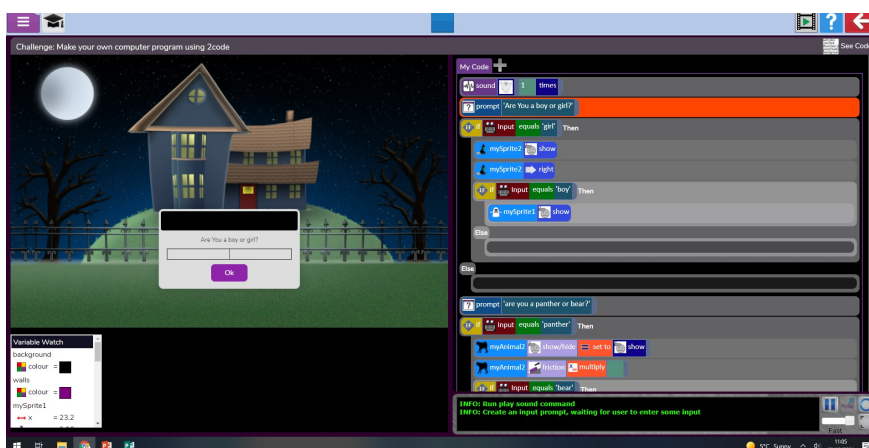 ?
Challenge: Make your own computer program using 2code
See Code
My Code
sound 1 times
? prompt 'Are You a boy or girl?'
IF if Input equals 'girl' Then
mySprite2 show
mySprite2 right
if Input equals 'boy' Then
mySprite1 show
Else
Else
Are You a boy or girl?
Ok
? prompt 'are you a panther or bear?'
IF if Input equals 'panther' Then
myAnimal2 show/hide = set to show
myAnimal2 friction multiply
if Input equals 'bear' Then
Variable Watch
background
colour =
walls
colour =
mySprite1
x = 23.2
INFO: Run play sound command
INFO: Create an input prompt, waiting for user to enter some input
Fast
5°C Sunny
11:05